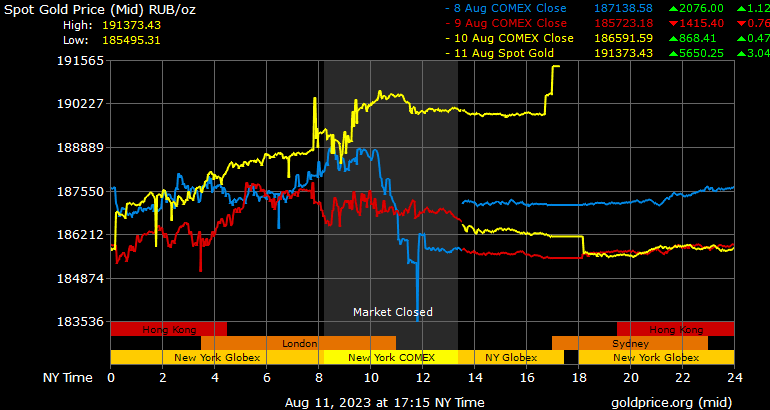 Spot Gold Price (Mid) RUB/oz
High: 191373.43
Low: 185495.31
- 8 Aug COMEX Close 187138.58 ▲2076.00 ▲1.12
- 9 Aug COMEX Close 185723.18 ▼1415.40 ▼0.76
- 10 Aug COMEX Close 186591.59 ▲868.41 ▲0.47
- 11 Aug Spot Gold 191373.43 ▲5650.25 ▲3.04
191565
190227
188889
187550
186212
184874
183536
Market Closed
Hong Kong Hong Kong
London Sydney
New York Globex New York COMEX NY Globex New York Globex
NY Time 0 2 4 6 8 10 12 14 16 18 20 22 24
Aug 11, 2023 at 17:15 NY Time goldprice.org (mid)